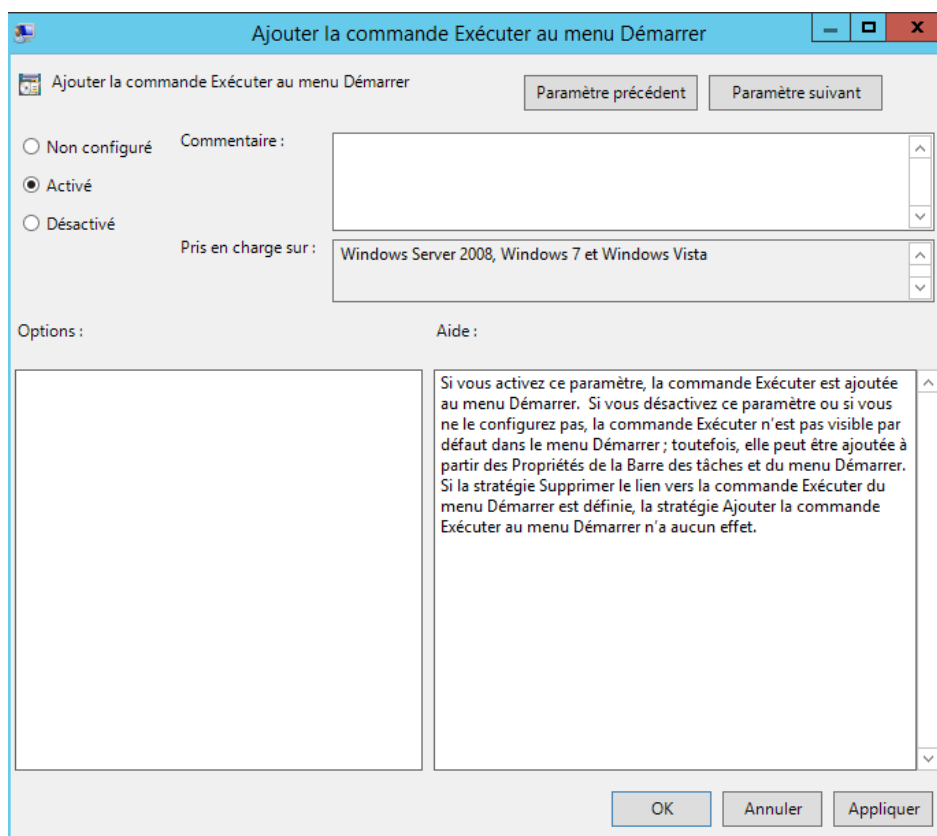 Ajouter la commande Exécuter au menu Démarrer
Ajouter la commande Exécuter au menu Démarrer
Paramètre précédent
Paramètre suivant
Non configuré
Commentaire :
Activé
Désactivé
Pris en charge sur :
Windows Server 2008, Windows 7 et Windows Vista
Options :
Aide :
Si vous activez ce paramètre, la commande Exécuter est ajoutée
au menu Démarrer.  Si vous désactivez ce paramètre ou si vous
ne le configurez pas, la commande Exécuter n'est pas visible par
défaut dans le menu Démarrer ; toutefois, elle peut être ajoutée à
partir des Propriétés de la Barre des tâches et du menu Démarrer.
Si la stratégie Supprimer le lien vers la commande Exécuter du
menu Démarrer est définie, la stratégie Ajouter la commande
Exécuter au menu Démarrer n'a aucun effet.
OK
Annuler
Appliquer